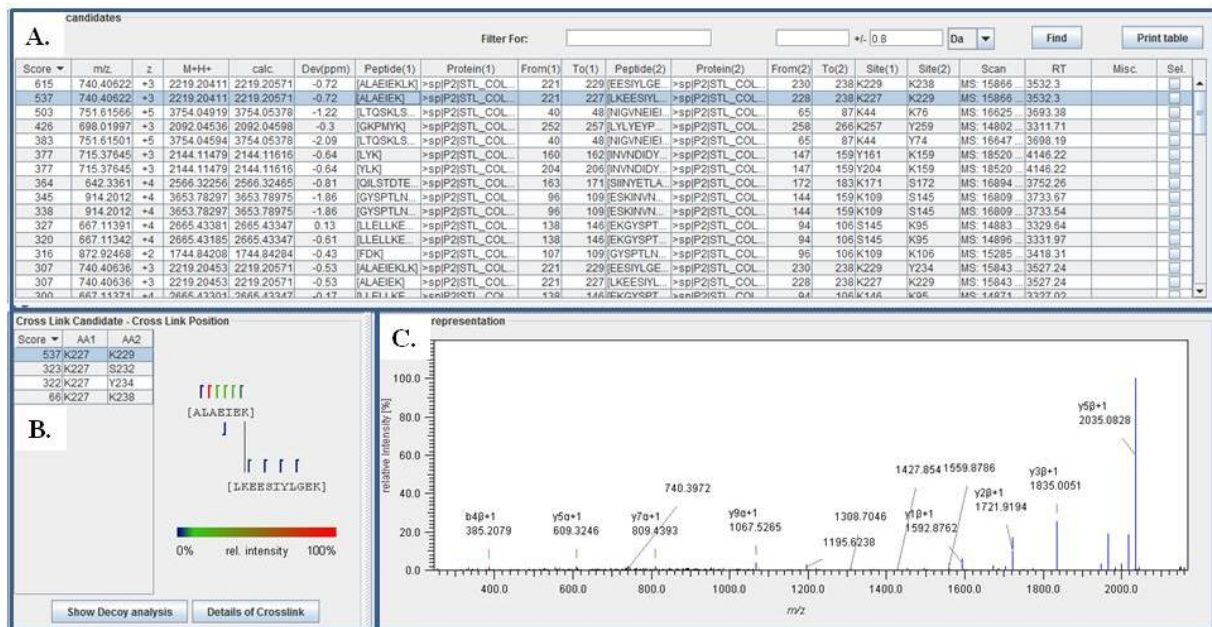 candidates
A.
Filter For: +/- 0.8 Da Find Print table
Score m/z. z M+H+ calc. Dev(ppm) Peptide(1) Protein(1) From(1) To(1) Peptide(2) Protein(2) From(2) To(2) Site(1) Site(2) Scan RT Misc. Sel.
615 740.40622 +3 2219.20411 2219.20571 -0.72 [ALAEIEKLK] >sp|P2|STL_COL... 221 229 [EESIYLGE... >sp|P2|STL_COL... 230 238 K229 K238 MS: 15866 ... 3532.3
537 740.40622 +3 2219.20411 2219.20571 -0.72 [ALAEIEK] >sp|P2|STL_COL... 221 227 [LKEESIYL... >sp|P2|STL_COL... 228 238 K227 K229 MS: 15866 ... 3532.3
503 751.61566 +5 3754.04919 3754.05378 -1.22 [LTQSKLS... >sp|P2|STL_COL... 40 48 [NIGVNEIEI... >sp|P2|STL_COL... 65 87 K44 K76 MS: 16625 ... 3693.38
426 698.01997 +3 2092.04536 2092.04598 -0.3 [GKPMYK] >sp|P2|STL_COL... 252 257 [LYLYEYP... >sp|P2|STL_COL... 258 266 K257 Y259 MS: 14802 ... 3311.71
383 751.61501 +5 3754.04594 3754.05378 -2.09 [LTQSKLS... >sp|P2|STL_COL... 40 48 [NIGVNEIEI... >sp|P2|STL_COL... 65 87 K44 Y74 MS: 16647 ... 3698.19
377 715.37645 +3 2144.11479 2144.11616 -0.64 [LYK] >sp|P2|STL_COL... 160 162 [INVNDIDY... >sp|P2|STL_COL... 147 159 Y161 K159 MS: 18520 ... 4146.22
377 715.37645 +3 2144.11479 2144.11616 -0.64 [YLK] >sp|P2|STL_COL... 204 206 [INVNDIDY... >sp|P2|STL_COL... 147 159 Y204 K159 MS: 18520 ... 4146.22
364 642.3361 +4 2566.32256 2566.32465 -0.81 [QILSTDTE... >sp|P2|STL_COL... 163 171 [SIINYETLA... >sp|P2|STL_COL... 172 183 K171 S172 MS: 16894 ... 3752.26
345 914.2012 +4 3653.78297 3653.78975 -1.86 [GYSPTLN... >sp|P2|STL_COL... 96 109 [ESKINVN... >sp|P2|STL_COL... 144 159 K109 S145 MS: 16809 ... 3733.67
338 914.2012 +4 3653.78297 3653.78975 -1.86 [GYSPTLN... >sp|P2|STL_COL... 96 109 [ESKINVN... >sp|P2|STL_COL... 144 159 K109 S145 MS: 16809 ... 3733.54
327 667.11391 +4 2665.43381 2665.43347 0.13 [LLELLKE... >sp|P2|STL_COL... 138 146 [EKGYSPT... >sp|P2|STL_COL... 94 106 S145 K95 MS: 14883 ... 3329.64
320 667.11342 +4 2665.43185 2665.43347 -0.61 [LLELLKE... >sp|P2|STL_COL... 138 146 [EKGYSPT... >sp|P2|STL_COL... 94 106 S145 K95 MS: 14896 ... 3331.97
316 872.92468 +2 1744.84208 1744.84284 -0.43 [FDK] >sp|P2|STL_COL... 107 109 [GYSPTLN... >sp|P2|STL_COL... 96 106 K109 K106 MS: 15285 ... 3418.31
307 740.40636 +3 2219.20453 2219.20571 -0.53 [ALAEIEKLK] >sp|P2|STL_COL... 221 229 [EESIYLGE... >sp|P2|STL_COL... 230 238 K229 Y234 MS: 15843 ... 3527.24
307 740.40636 +3 2219.20453 2219.20571 -0.53 [ALAEIEK] >sp|P2|STL_COL... 221 227 [LKEESIYL... >sp|P2|STL_COL... 228 238 K227 K229 MS: 15843 ... 3527.24
300 667.11371 +4 2665.43301 2665.43347 -0.17 [LLELLKE... >sp|P2|STL_COL... 138 146 [EKGYSPT... >sp|P2|STL_COL... 94 106 K146 K95 MS: 14871 ... 3327.02
Cross Link Candidate - Cross Link Position
Score AA1 AA2
537 K227 K229
323 K227 S232
322 K227 Y234
66 K227 K238
B.
[ALAEIEK]
[LKEESIYLGEK]
0% rel. intensity 100%
Show Decoy analysis Details of Crosslink
representation
C.
relative Intensity [%]
100.0
80.0
60.0
40.0
20.0
0.0
b4β+1
385.2079
y5α+1
609.3246
740.3972
y7α+1
809.4393
y9α+1
1067.5265
1195.6238
1308.7046
1427.854
1559.8786
y1β+1
1592.8762
y2β+1
1721.9194
y3β+1
1835.0051
y5β+1
2035.0828
400.0 600.0 800.0 1000.0 1200.0 1400.0 1600.0 1800.0 2000.0
m/z